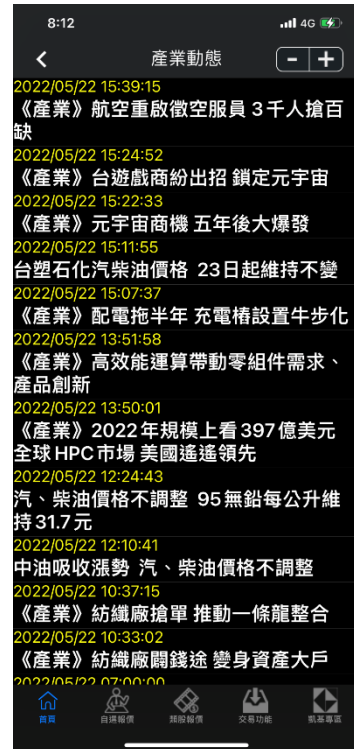 8:12
4G
產業動態
- +
2022/05/22 15:39:15
《產業》航空重啟徵空服員 3千人搶百
缺
2022/05/22 15:24:52
《產業》台遊戲商紛出招 鎖定元宇宙
2022/05/22 15:22:33
《產業》元宇宙商機 五年後大爆發
2022/05/22 15:11:55
台塑石化汽柴油價格 23日起維持不變
2022/05/22 15:07:37
《產業》配電拖半年 充電樁設置牛步化
2022/05/22 13:51:58
《產業》高效能運算帶動零組件需求、
產品創新
2022/05/22 13:50:01
《產業》2022年規模上看397億美元
全球HPC市場 美國遙遙領先
2022/05/22 12:24:43
汽、柴油價格不調整 95無鉛每公升維
持31.7元
2022/05/22 12:10:41
中油吸收漲勢 汽、柴油價格不調整
2022/05/22 10:37:15
《產業》紡織廠搶單 推動一條龍整合
2022/05/22 10:33:02
《產業》紡織廠闢錢途 變身資產大戶
2022/05/22 07:00:00
首頁
自選報價
類股報價
交易功能
凱基專區